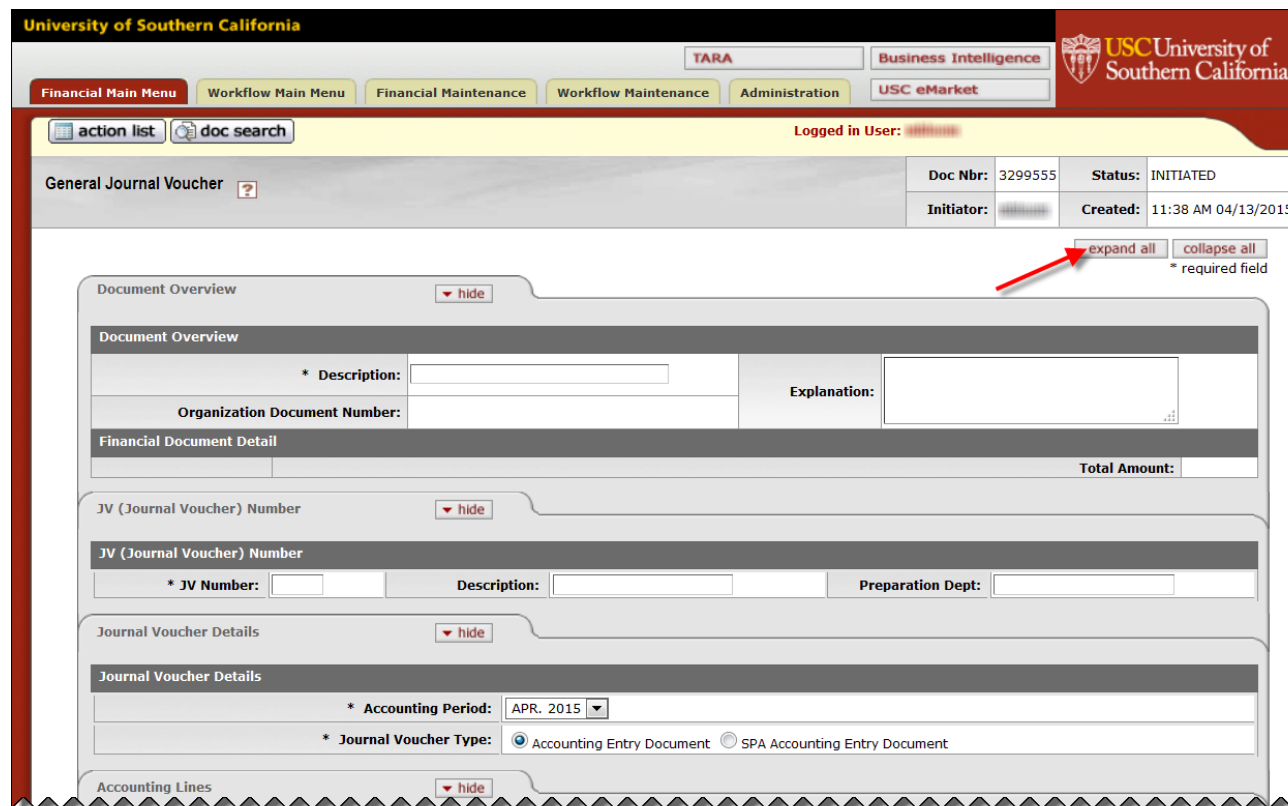 University of Southern California
TARA
Business Intelligence
USC University of
Southern California
Financial Main Menu
Workflow Main Menu
Financial Maintenance
Workflow Maintenance
Administration
USC eMarket
action list
doc search
Logged in User:
General Journal Voucher ?
Doc Nbr: 3299555 Status: INITIATED
Initiator: Created: 11:38 AM 04/13/2015
expand all collapse all
* required field
Document Overview hide
Document Overview
* Description:
Explanation:
Organization Document Number:
Financial Document Detail
Total Amount:
JV (Journal Voucher) Number hide
JV (Journal Voucher) Number
* JV Number: Description: Preparation Dept:
Journal Voucher Details hide
Journal Voucher Details
* Accounting Period: APR. 2015
* Journal Voucher Type: Accounting Entry Document SPA Accounting Entry Document
Accounting Lines hide